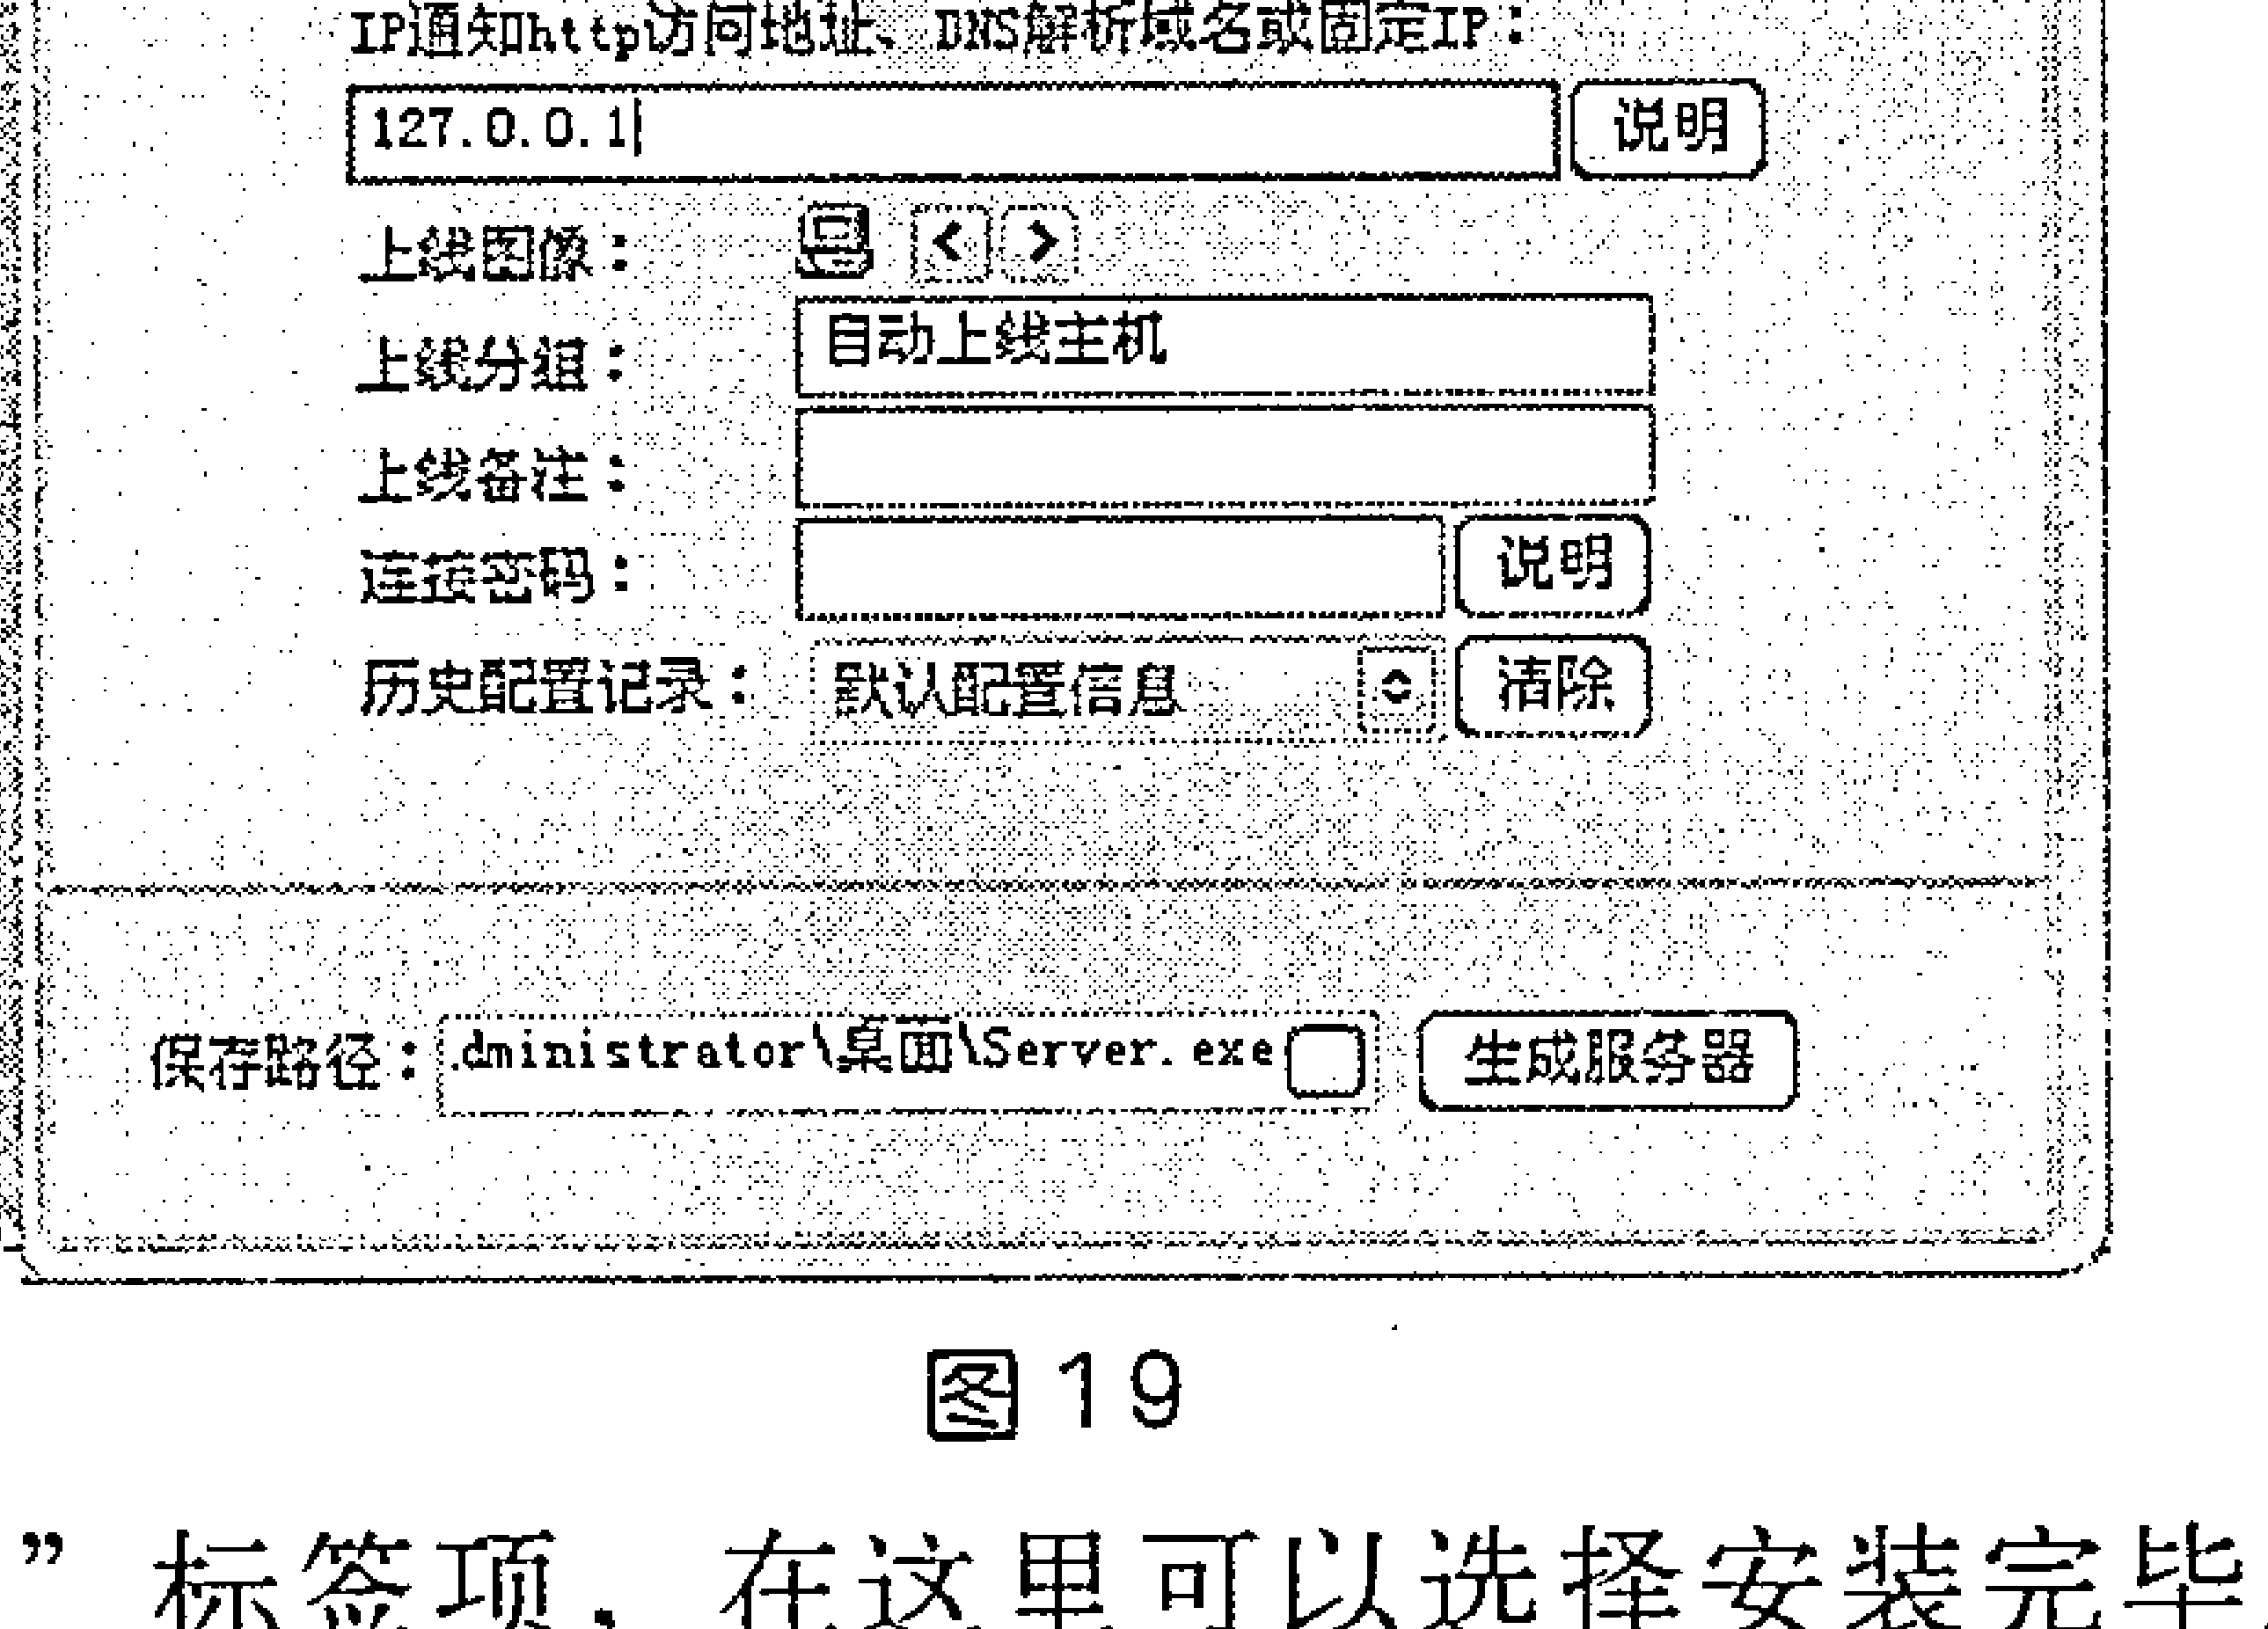 IP通知http访问地址、DNS解析域名或固定IP：
127.0.0.1 说明
上线图像： < >
上线分组： 自动上线主机
上线备注：
连接密码： 说明
历史配置记录： 默认配置信息 清除
保存路径： .dministrator\桌面\Server.exe 生成服务器
图 19
” 标签项，在这里可以选择安装完毕